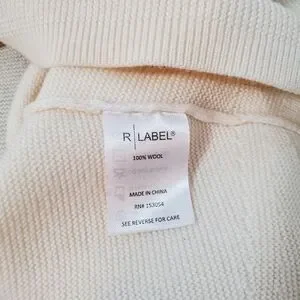 R | LABEL®
100% WOOL
MADE IN CHINA
RN# 153054
SEE REVERSE FOR CARE